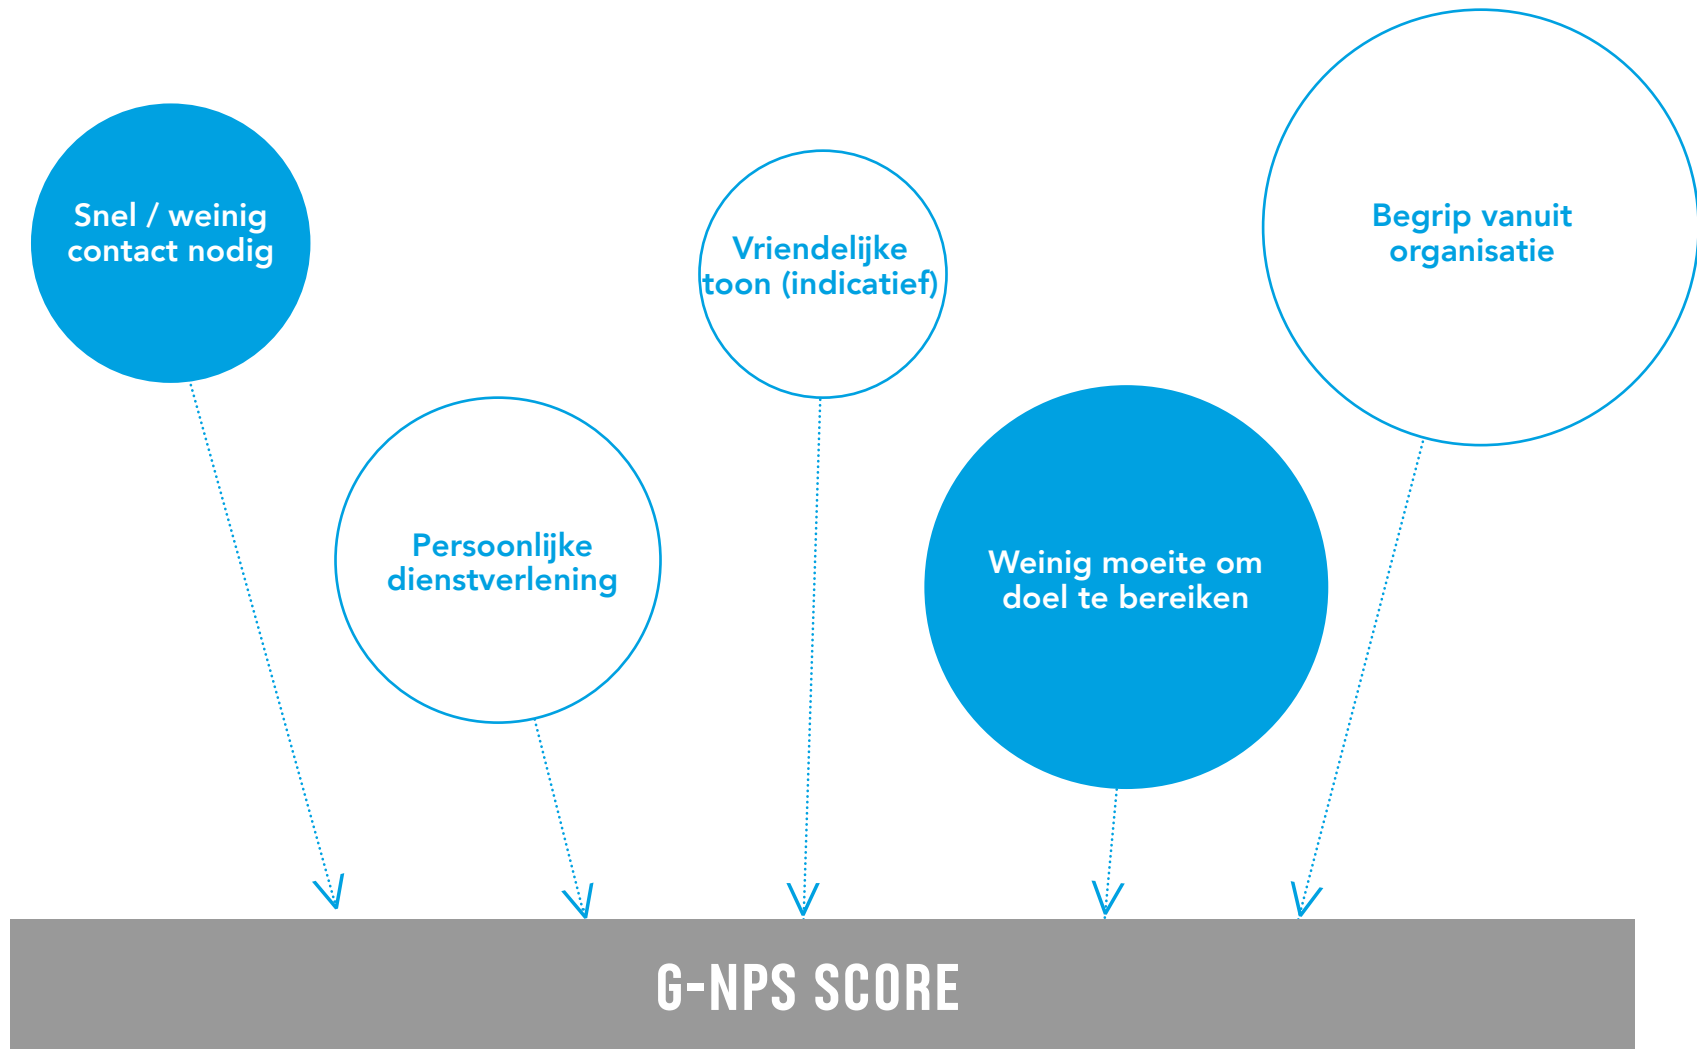 Snel / weinig
contact nodig
Persoonlijke
dienstverlening
Vriendelijke
toon (indicatief)
Weinig moeite om
doel te bereiken
Begrip vanuit
organisatie
G-NPS SCORE